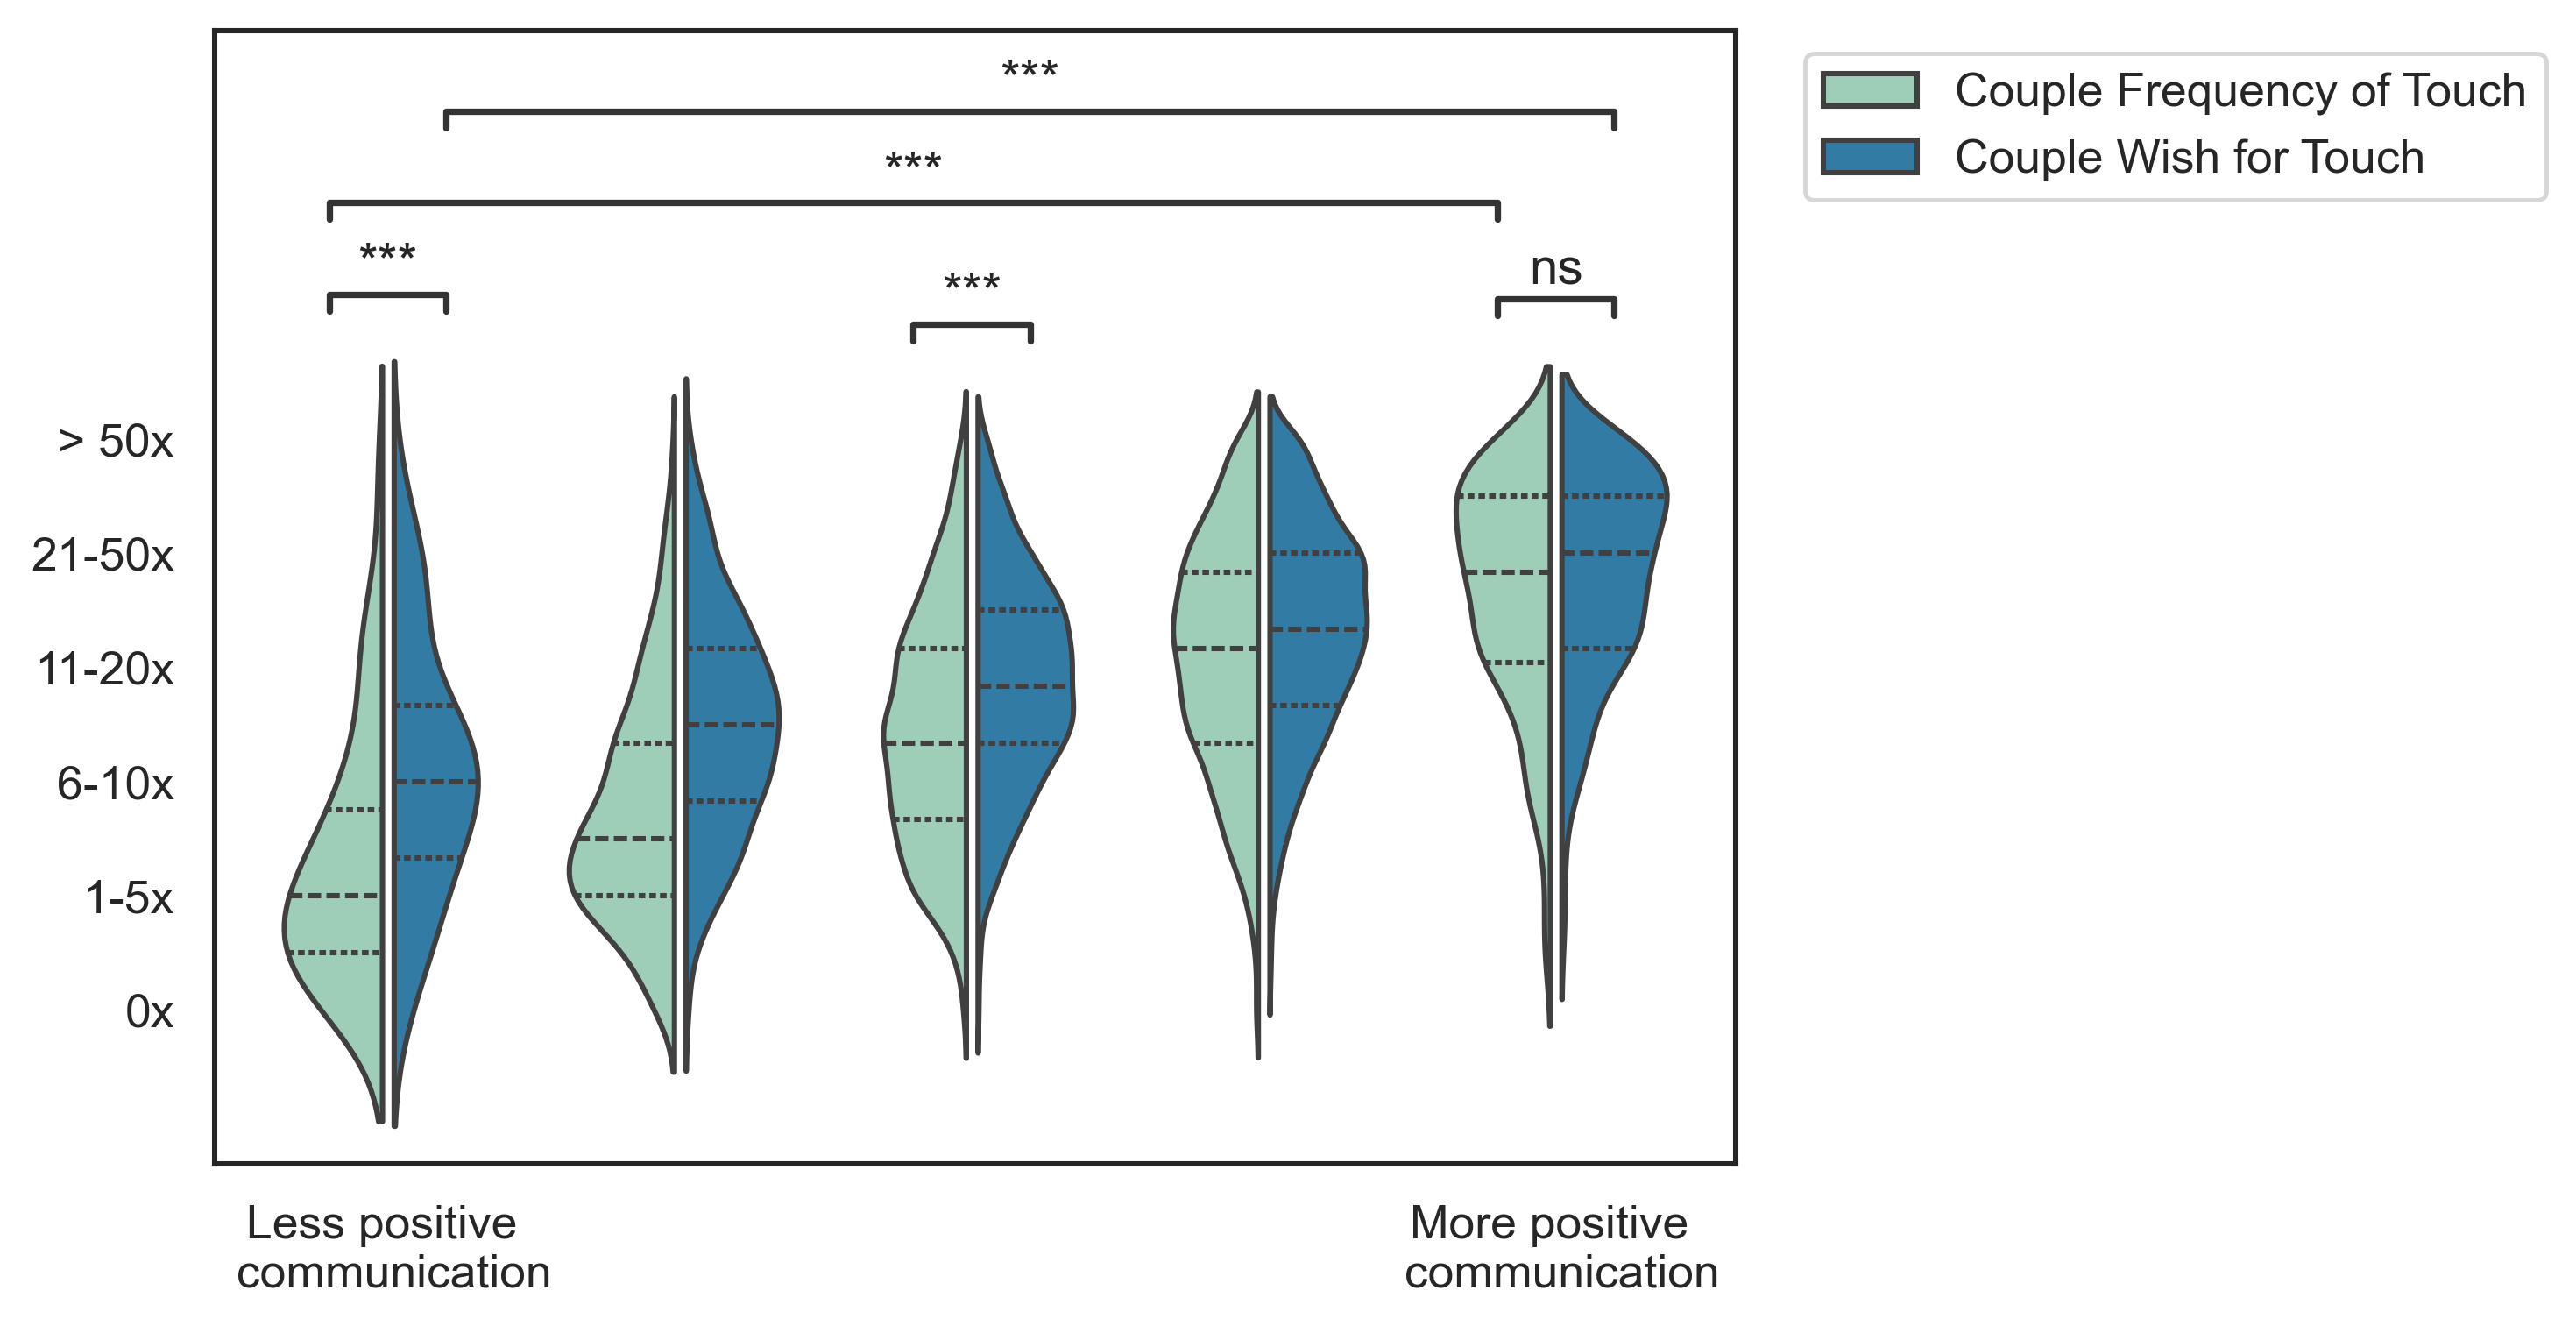 ***
***
***
***
ns
Couple Frequency of Touch
Couple Wish for Touch
> 50x
21-50x
11-20x
6-10x
1-5x
0x
Less positive
communication
More positive
communication